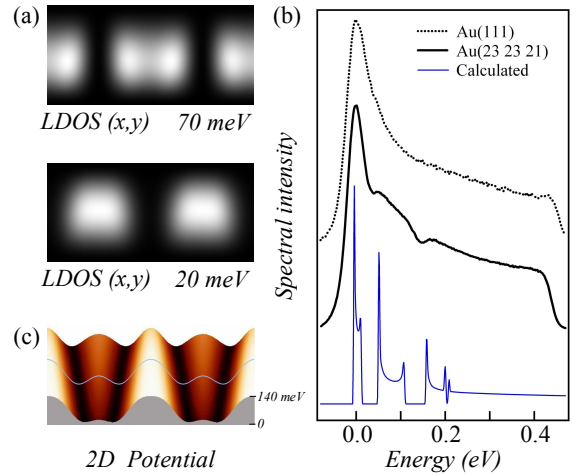 (a)
LDOS (x,y) 70 meV
LDOS (x,y) 20 meV
(c)
140 meV
0
2D Potential
(b)
Au(111)
Au(23 23 21)
Calculated
Spectral intensity
0.0 0.2 0.4
Energy (eV)